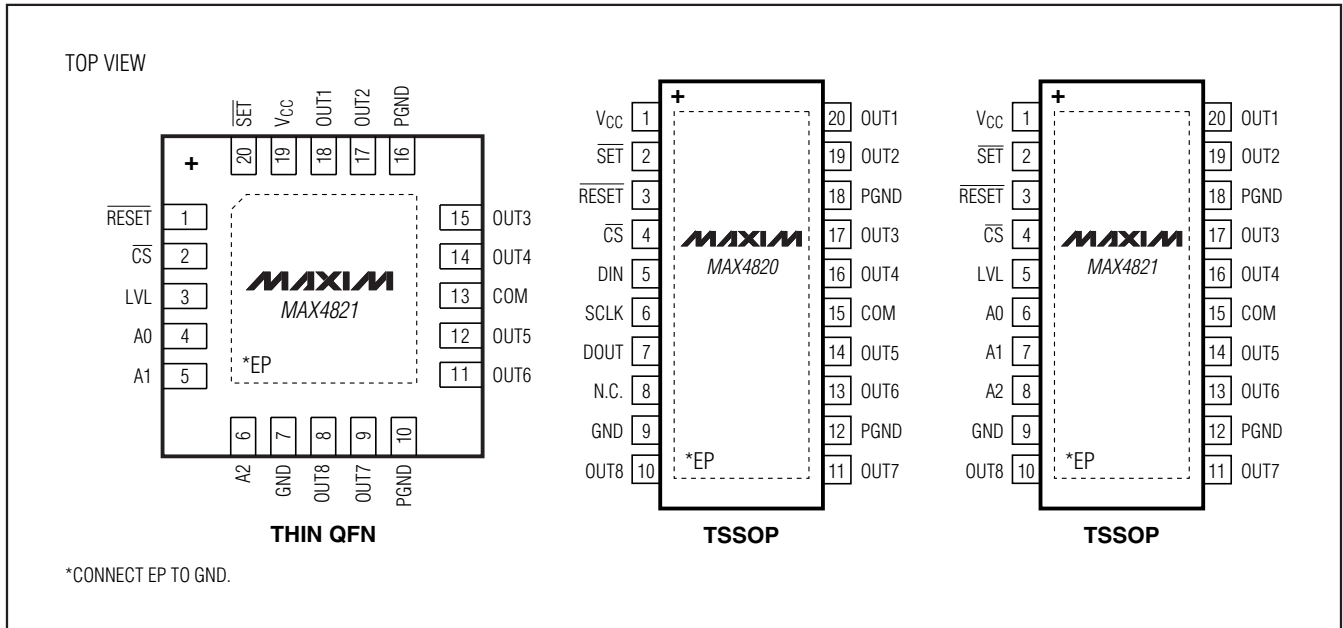 TOP VIEW
SET
VCC
OUT1
OUT2
PGND
20
19
18
17
16
+
RESET 1
CS 2
LVL 3
A0 4
A1 5
MAXIM
MAX4821
*EP
15 OUT3
14 OUT4
13 COM
12 OUT5
11 OUT6
6
7
8
9
10
A2
GND
OUT8
OUT7
PGND
THIN QFN
+
VCC 1
SET 2
RESET 3
CS 4
DIN 5
SCLK 6
DOUT 7
N.C. 8
GND 9
OUT8 10
MAXIM
MAX4820
*EP
20 OUT1
19 OUT2
18 PGND
17 OUT3
16 OUT4
15 COM
14 OUT5
13 OUT6
12 PGND
11 OUT7
TSSOP
+
VCC 1
SET 2
RESET 3
CS 4
LVL 5
A0 6
A1 7
A2 8
GND 9
OUT8 10
MAXIM
MAX4821
*EP
20 OUT1
19 OUT2
18 PGND
17 OUT3
16 OUT4
15 COM
14 OUT5
13 OUT6
12 PGND
11 OUT7
TSSOP
*CONNECT EP TO GND.